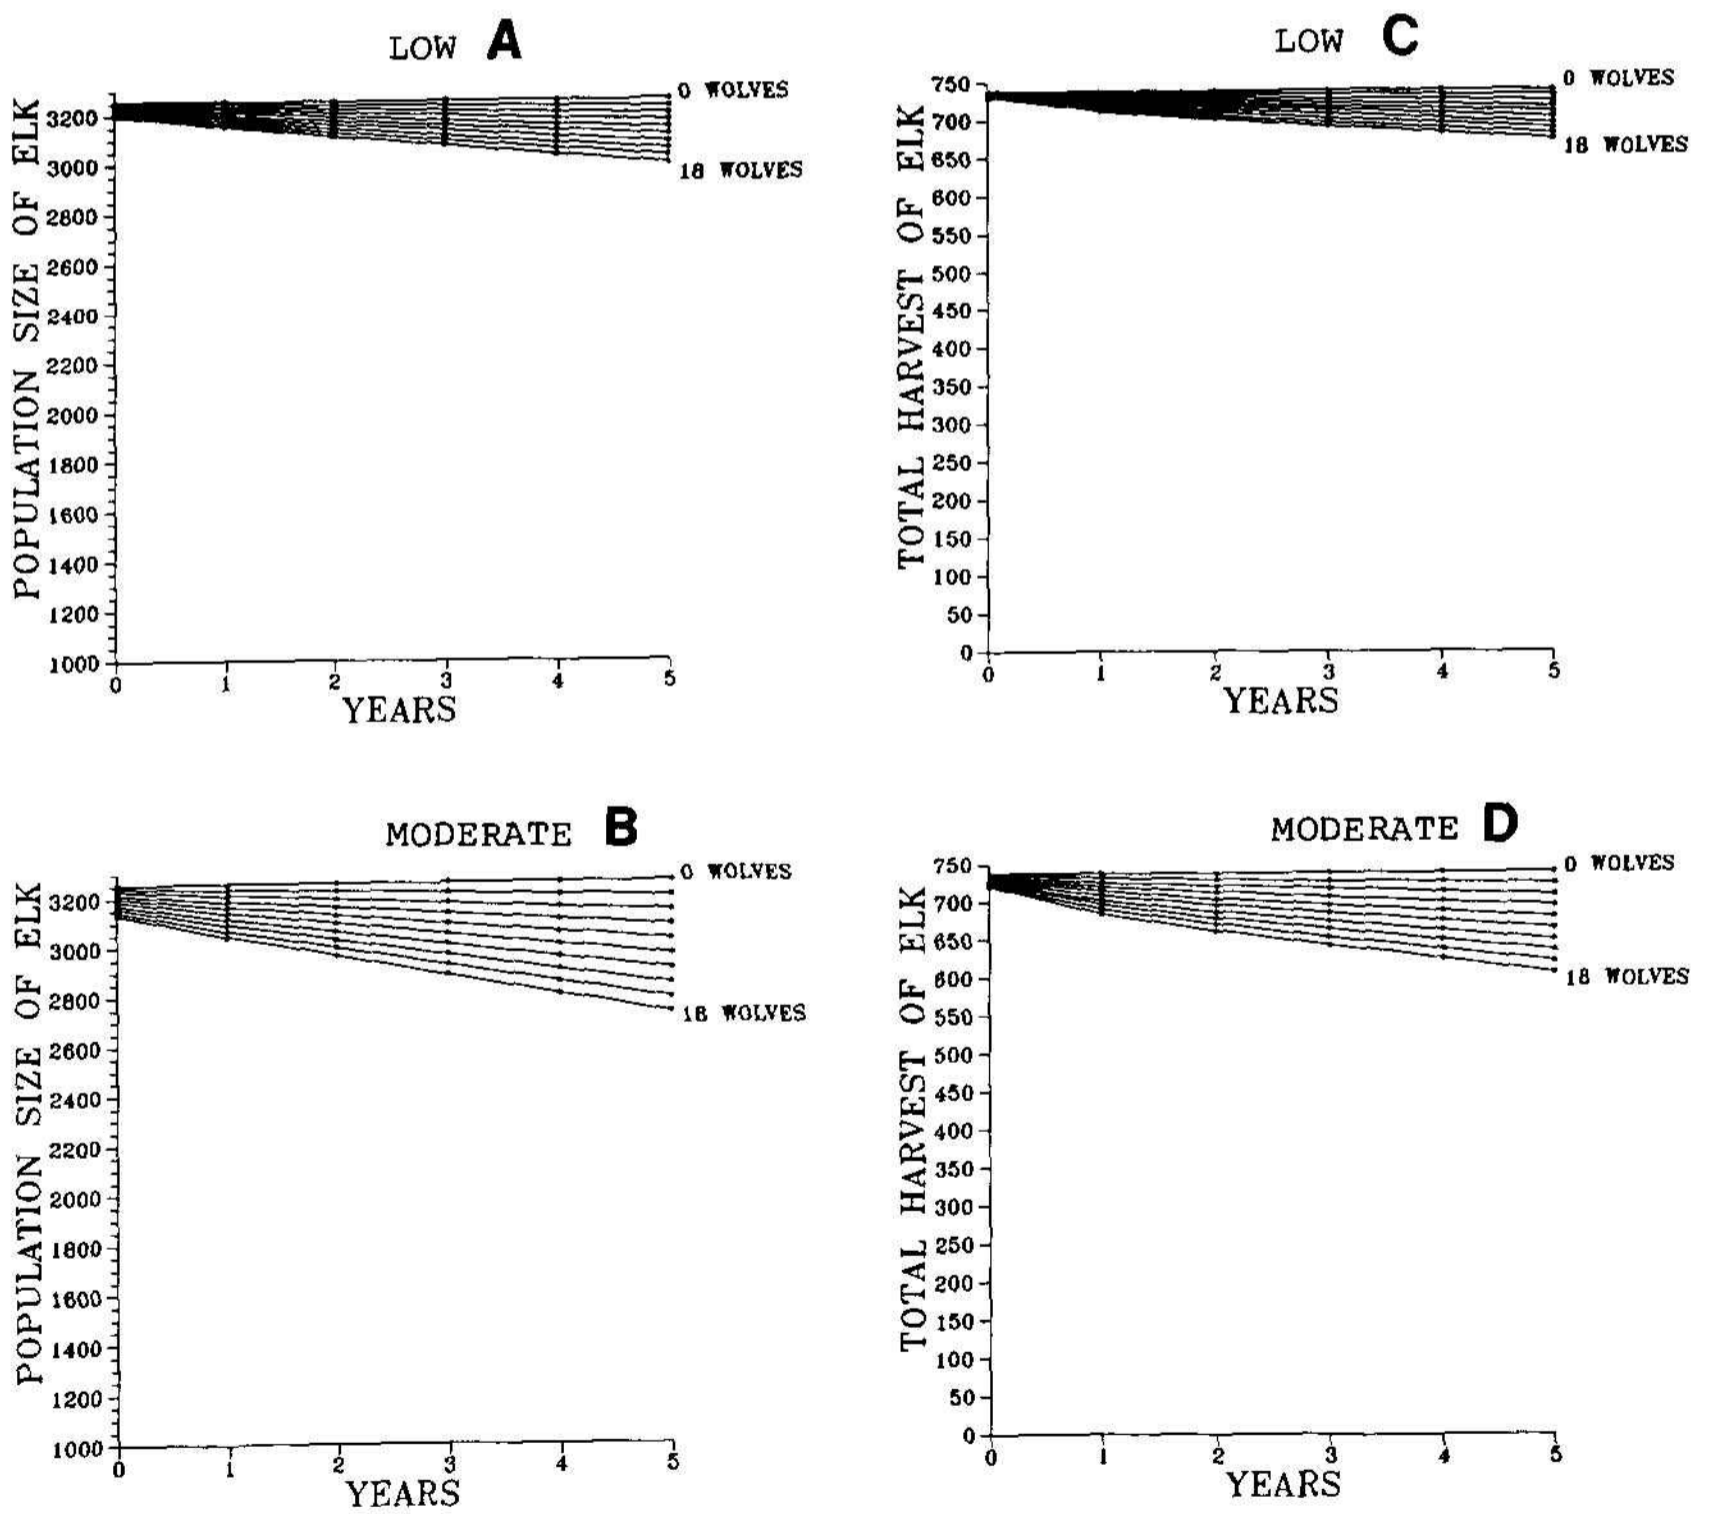 LOW A
POPULATION SIZE OF ELK
3200
3000
2800
2600
2400
2200
2000
1800
1600
1400
1200
1000
0 1 2 3 4 5
YEARS
0 WOLVES
18 WOLVES
LOW C
TOTAL HARVEST OF ELK
750
700
650
600
550
500
450
400
350
300
250
200
150
100
50
0
0 1 2 3 4 5
YEARS
0 WOLVES
18 WOLVES
MODERATE B
POPULATION SIZE OF ELK
3200
3000
2800
2600
2400
2200
2000
1800
1600
1400
1200
1000
0 1 2 3 4 5
YEARS
0 WOLVES
18 WOLVES
MODERATE D
TOTAL HARVEST OF ELK
750
700
650
600
550
500
450
400
350
300
250
200
150
100
50
0
0 1 2 3 4 5
YEARS
0 WOLVES
18 WOLVES